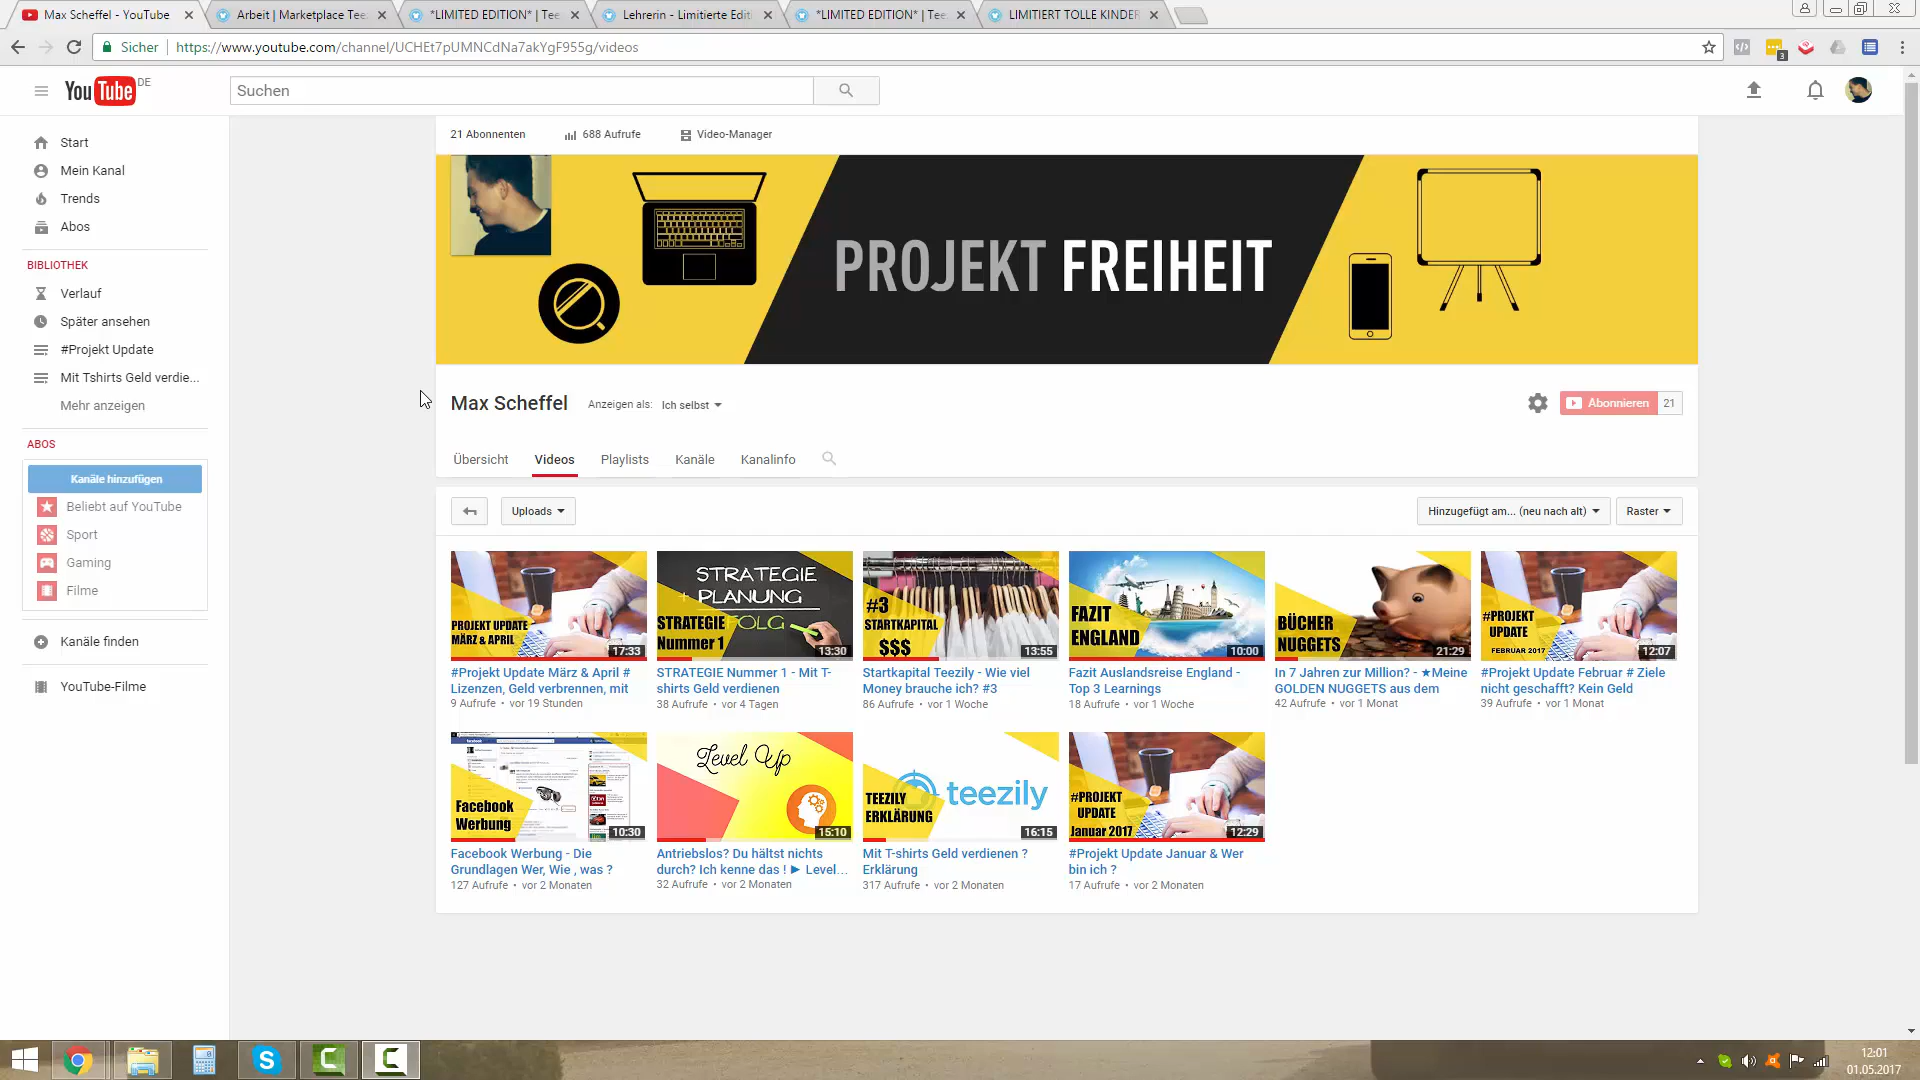 Max Scheffel - YouTube
Arbeit | Marketplace Tee
*LIMITED EDITION* | Tee
Lehrerin - Limitierte Edit
*LIMITED EDITION* | Tee
LIMITIERT TOLLE KINDER
Sicher
https://www.youtube.com/channel/UCHEt7pUMNCdNa7akYgF955g/videos
3
YouTube DE
Suchen
Start
Mein Kanal
Trends
Abos
BIBLIOTHEK
Verlauf
Später ansehen
#Projekt Update
Mit Tshirts Geld verdie...
Mehr anzeigen
ABOS
Kanäle hinzufügen
Beliebt auf YouTube
Sport
Gaming
Filme
Kanäle finden
YouTube-Filme
21 Abonnenten
688 Aufrufe
Video-Manager
PROJEKT FREIHEIT
Max Scheffel
Anzeigen als: Ich selbst
Abonnieren 21
Übersicht
Videos
Playlists
Kanäle
Kanalinfo
Uploads
Hinzugefügt am... (neu nach alt)
Raster
PROJEKT UPDATE
MÄRZ & APRIL
17:33
#Projekt Update März & April #
Lizenzen, Geld verbrennen, mit
9 Aufrufe • vor 19 Stunden
STRATEGIE
+ PLANUNG
FOLG
STRATEGIE
Nummer 1
13:30
STRATEGIE Nummer 1 - Mit T-
shirts Geld verdienen
38 Aufrufe • vor 4 Tagen
#3
STARTKAPITAL
$$$
13:55
Startkapital Teezily - Wie viel
Money brauche ich? #3
86 Aufrufe • vor 1 Woche
FAZIT
ENGLAND
10:00
Fazit Auslandsreise England -
Top 3 Learnings
18 Aufrufe • vor 1 Woche
BÜCHER
NUGGETS
21:29
In 7 Jahren zur Million? - ★Meine
GOLDEN NUGGETS aus dem
42 Aufrufe • vor 1 Monat
#PROJEKT
UPDATE
FEBRUAR 2017
12:07
#Projekt Update Februar # Ziele
nicht geschafft? Kein Geld
39 Aufrufe • vor 1 Monat
facebook
Facebook
Werbung
10:30
Facebook Werbung - Die
Grundlagen Wer, Wie , was ?
127 Aufrufe • vor 2 Monaten
Level Up
15:10
Antriebslos? Du hältst nichts
durch? Ich kenne das ! ► Level...
32 Aufrufe • vor 2 Monaten
teezily
TEEZILY
ERKLÄRUNG
16:15
Mit T-shirts Geld verdienen ?
Erklärung
317 Aufrufe • vor 2 Monaten
#PROJEKT
UPDATE
Januar 2017
12:29
#Projekt Update Januar & Wer
bin ich ?
17 Aufrufe • vor 2 Monaten
12:01
01.05.2017